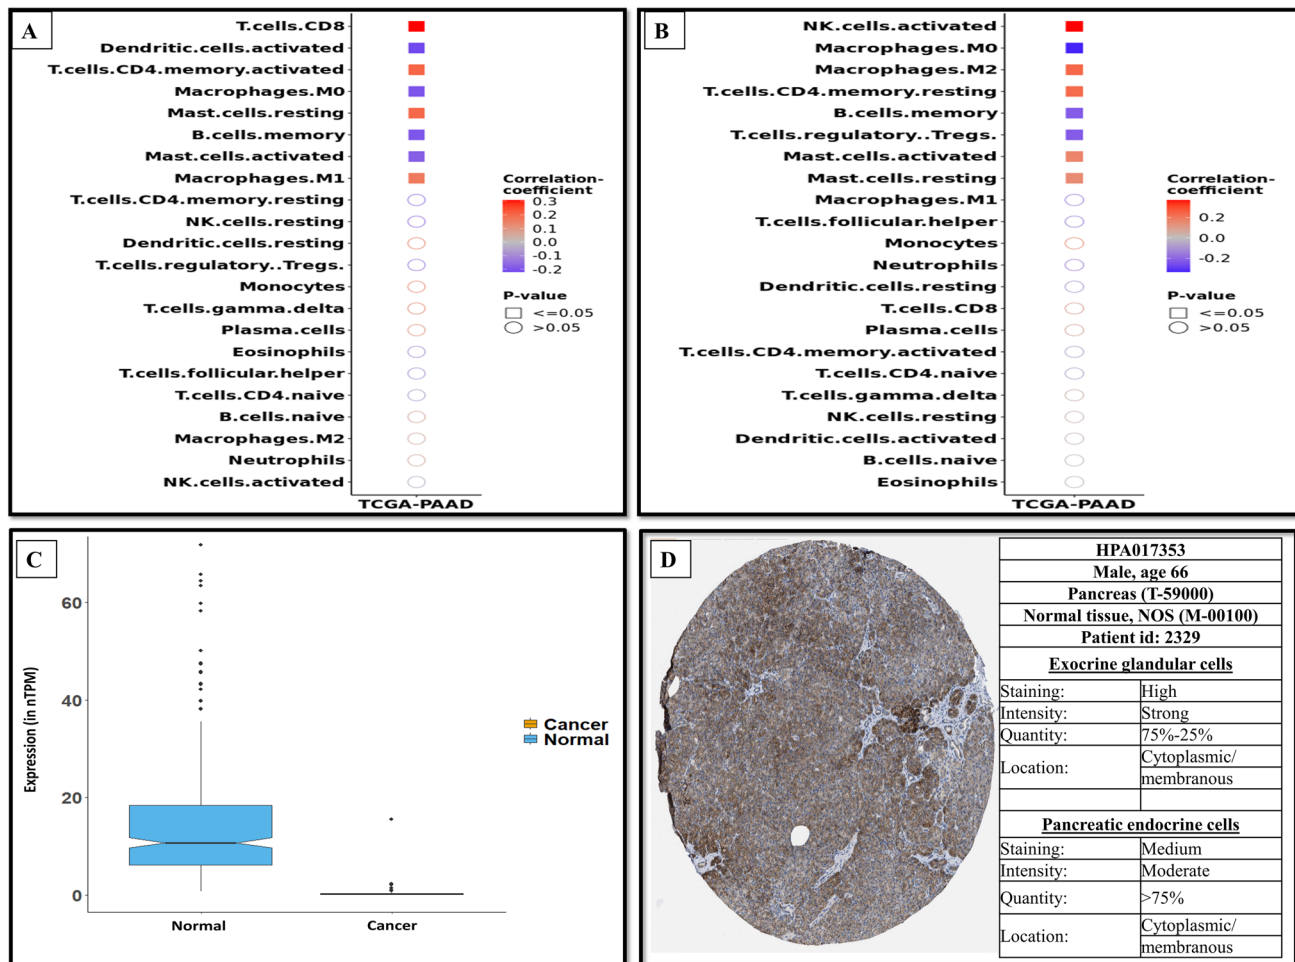 A
T.cells.CD8
Dendritic.cells.activated
T.cells.CD4.memory.activated
Macrophages.M0
Mast.cells.resting
B.cells.memory
Mast.cells.activated
Macrophages.M1
T.cells.CD4.memory.resting
NK.cells.resting
Dendritic.cells.resting
T.cells.regulatory..Tregs.
Monocytes
T.cells.gamma.delta
Plasma.cells
Eosinophils
T.cells.follicular.helper
T.cells.CD4.naive
B.cells.naive
Macrophages.M2
Neutrophils
NK.cells.activated
TCGA-PAAD
Correlation-
coefficient
0.3
0.2
0.1
0.0
-0.1
-0.2
P-value
<=0.05
>0.05
B
NK.cells.activated
Macrophages.M0
Macrophages.M2
T.cells.CD4.memory.resting
B.cells.memory
T.cells.regulatory..Tregs.
Mast.cells.activated
Mast.cells.resting
Macrophages.M1
T.cells.follicular.helper
Monocytes
Neutrophils
Dendritic.cells.resting
T.cells.CD8
Plasma.cells
T.cells.CD4.memory.activated
T.cells.CD4.naive
T.cells.gamma.delta
NK.cells.resting
Dendritic.cells.activated
B.cells.naive
Eosinophils
TCGA-PAAD
Correlation-
coefficient
0.2
0.0
-0.2
P-value
<=0.05
>0.05
C
Expression (in nTPM)
60
40
20
0
Normal
Cancer
Cancer
Normal
D
HPA017353
Male, age 66
Pancreas (T-59000)
Normal tissue, NOS (M-00100)
Patient id: 2329
Exocrine glandular cells
Staining: High
Intensity: Strong
Quantity: 75%-25%
Location: Cytoplasmic/
membranous
Pancreatic endocrine cells
Staining: Medium
Intensity: Moderate
Quantity: >75%
Location: Cytoplasmic/
membranous